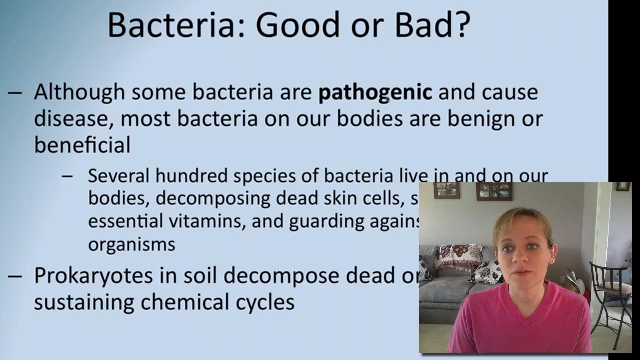 Bacteria: Good or Bad?
– Although some bacteria are pathogenic and cause
disease, most bacteria on our bodies are benign or
beneficial
– Several hundred species of bacteria live in and on our
bodies, decomposing dead skin cells,
essential vitamins, and guarding
organisms
– Prokaryotes in soil decompose dead
sustaining chemical cycles